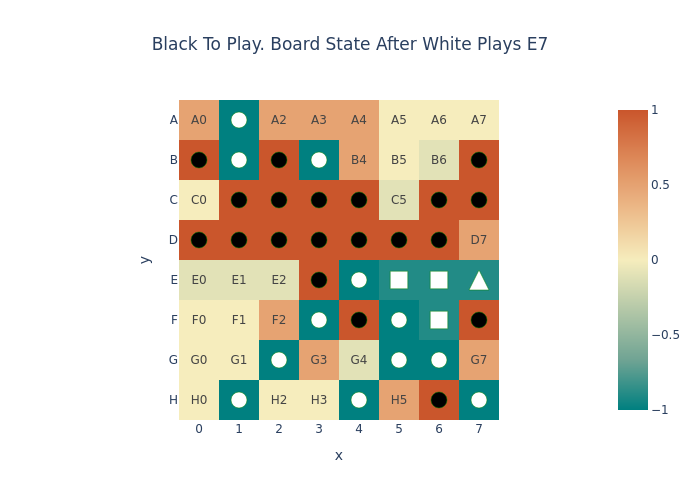 Black To Play. Board State After White Plays E7
A A0 A2 A3 A4 A5 A6 A7
B B4 B5 B6
C C0 C5
D D7
E E0 E1 E2
F F0 F1 F2
G G0 G1 G3 G4 G7
H H0 H2 H3 H5
0 1 2 3 4 5 6 7
x
y
1
0.5
0
−0.5
−1